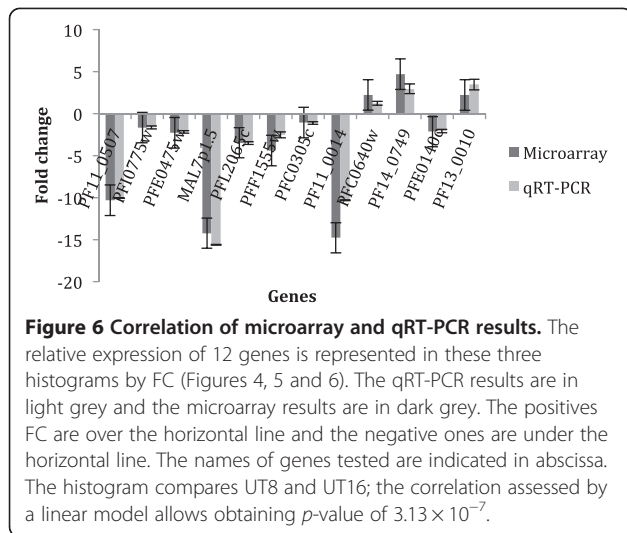 10
5
0
-5
-10
-15
-20
Fold change
PF11_0507
PFI0775w
PFE0475w
MAL7p1.5
PFL2065c
PFF1555w
PFC0305c
PF11_0014
PFC0640w
PF14_0749
PFE0140c
PF13_0010
Genes
Microarray
qRT-PCR
Figure 6 Correlation of microarray and qRT-PCR results. The
relative expression of 12 genes is represented in these three
histograms by FC (Figures 4, 5 and 6). The qRT-PCR results are in
light grey and the microarray results are in dark grey. The positives
FC are over the horizontal line and the negative ones are under the
horizontal line. The names of genes tested are indicated in abscissa.
The histogram compares UT8 and UT16; the correlation assessed by
a linear model allows obtaining p-value of 3.13 × 10⁻⁷.